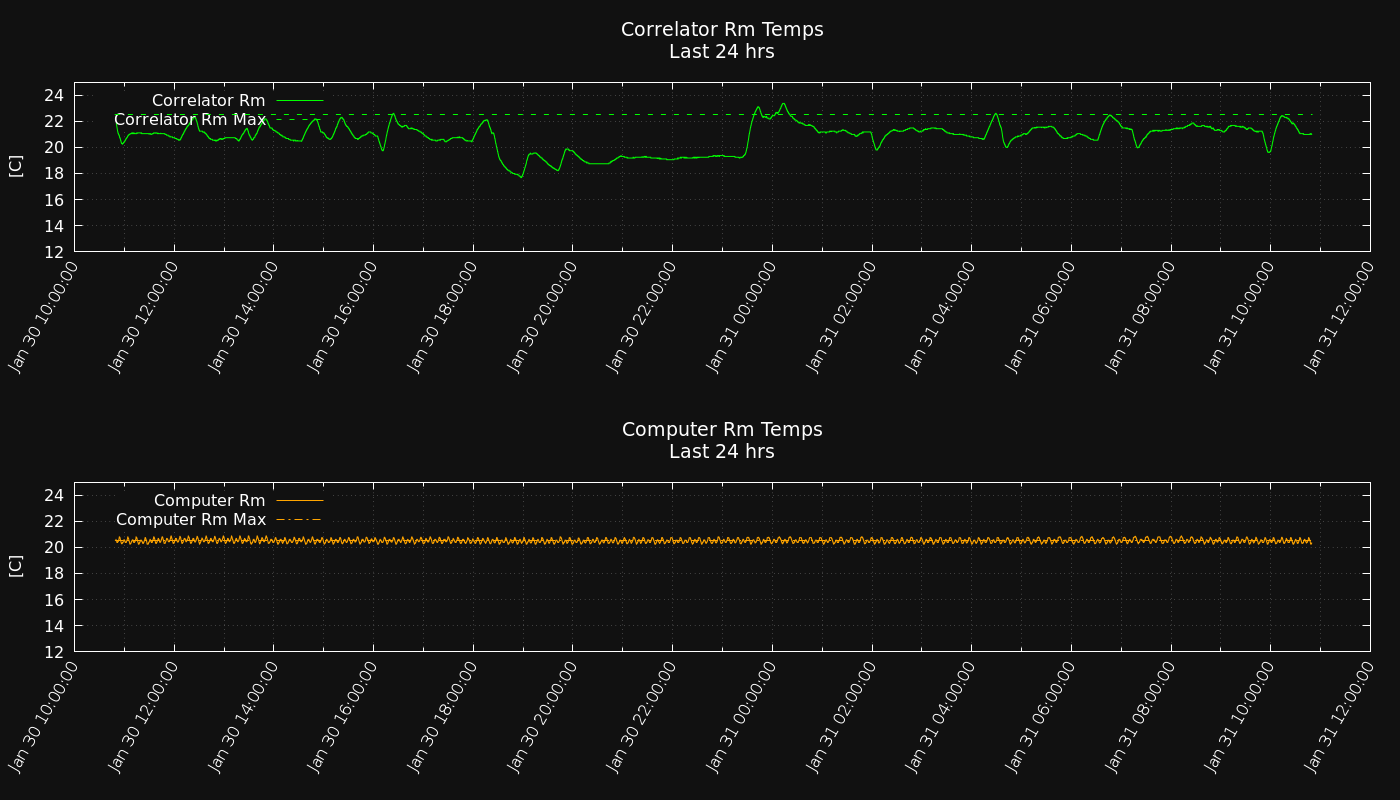 Correlator Rm Temps
Last 24 hrs
24
22
20
18
16
14
12
[C]
Correlator Rm
Correlator Rm Max
Jan 30 10:00:00
Jan 30 12:00:00
Jan 30 14:00:00
Jan 30 16:00:00
Jan 30 18:00:00
Jan 30 20:00:00
Jan 30 22:00:00
Jan 31 00:00:00
Jan 31 02:00:00
Jan 31 04:00:00
Jan 31 06:00:00
Jan 31 08:00:00
Jan 31 10:00:00
Jan 31 12:00:00
Computer Rm Temps
Last 24 hrs
24
22
20
18
16
14
12
[C]
Computer Rm
Computer Rm Max
Jan 30 10:00:00
Jan 30 12:00:00
Jan 30 14:00:00
Jan 30 16:00:00
Jan 30 18:00:00
Jan 30 20:00:00
Jan 30 22:00:00
Jan 31 00:00:00
Jan 31 02:00:00
Jan 31 04:00:00
Jan 31 06:00:00
Jan 31 08:00:00
Jan 31 10:00:00
Jan 31 12:00:00